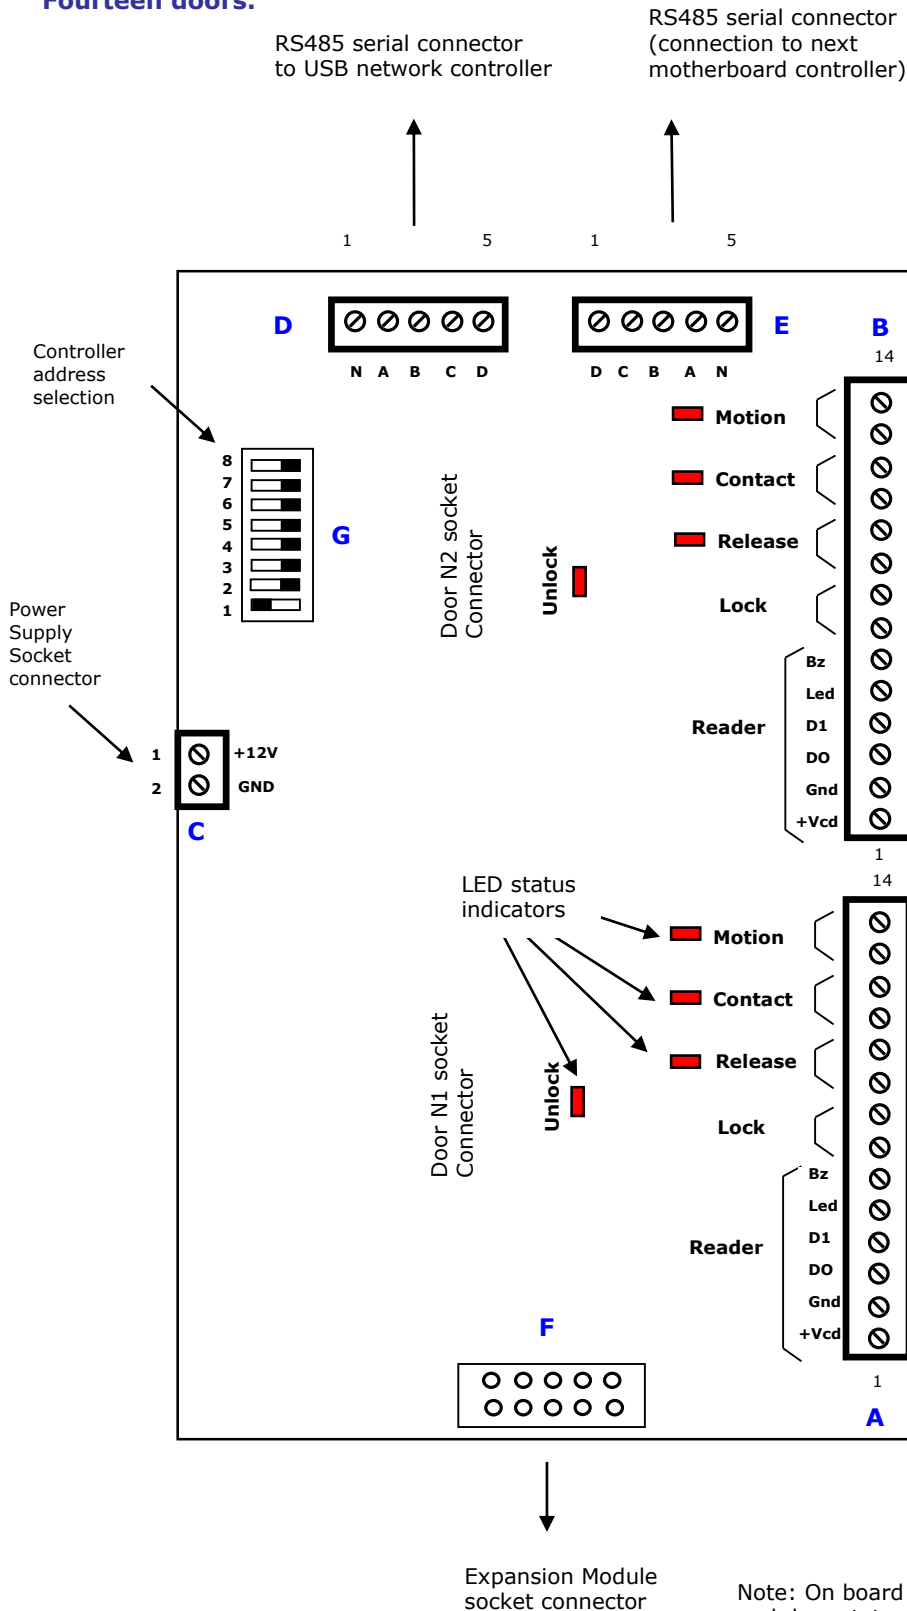 Fourteen doors.
RS485 serial connector
to USB network controller
RS485 serial connector
(connection to next
motherboard controller)
1 5 1 5
D E B
14
N A B C D D C B A N
Controller
address
selection
Motion
Contact
Release
Lock
8
7
6
5
4
3
2
1
G
Door N2 socket
Connector
Unlock
Power
Supply
Socket
connector
Reader
Bz
Led
D1
DO
Gnd
+Vcd
1 +12V
2 GND
C
1
14
LED status
indicators
Motion
Contact
Release
Lock
Door N1 socket
Connector
Unlock
Reader
Bz
Led
D1
DO
Gnd
+Vcd
F
1
A
Expansion Module
socket connector
Note: On board